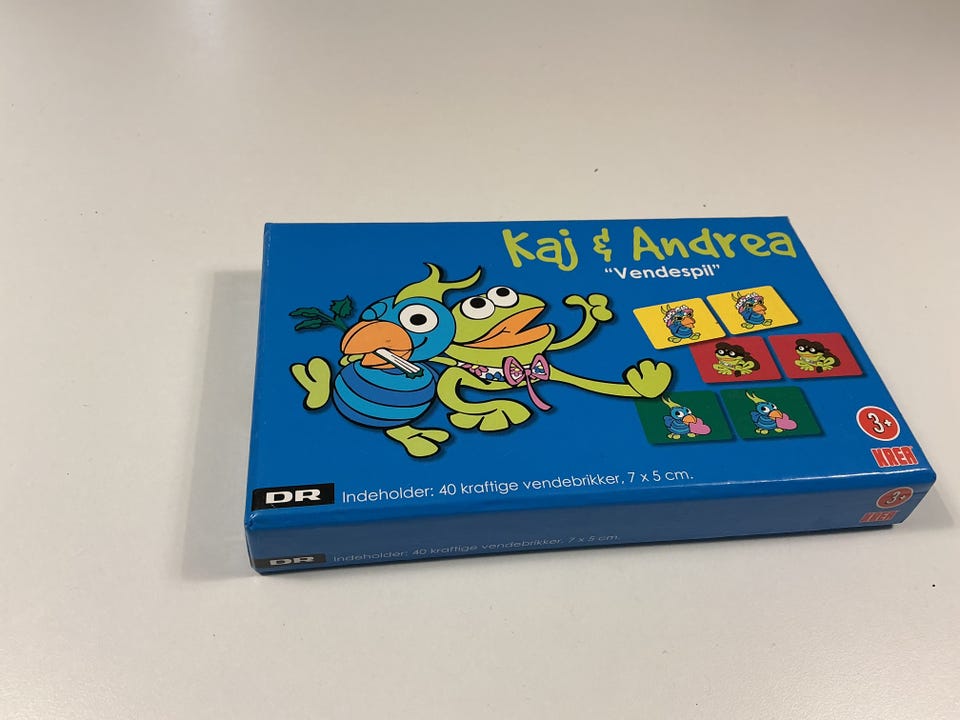 Kaj & Andrea
"Vendespil"
3+
KREA
DR Indeholder: 40 kraftige vendebrikker, 7 x 5 cm.
3+
KREA
DR Indeholder: 40 kraftige vendebrikker, 7 x 5 cm.